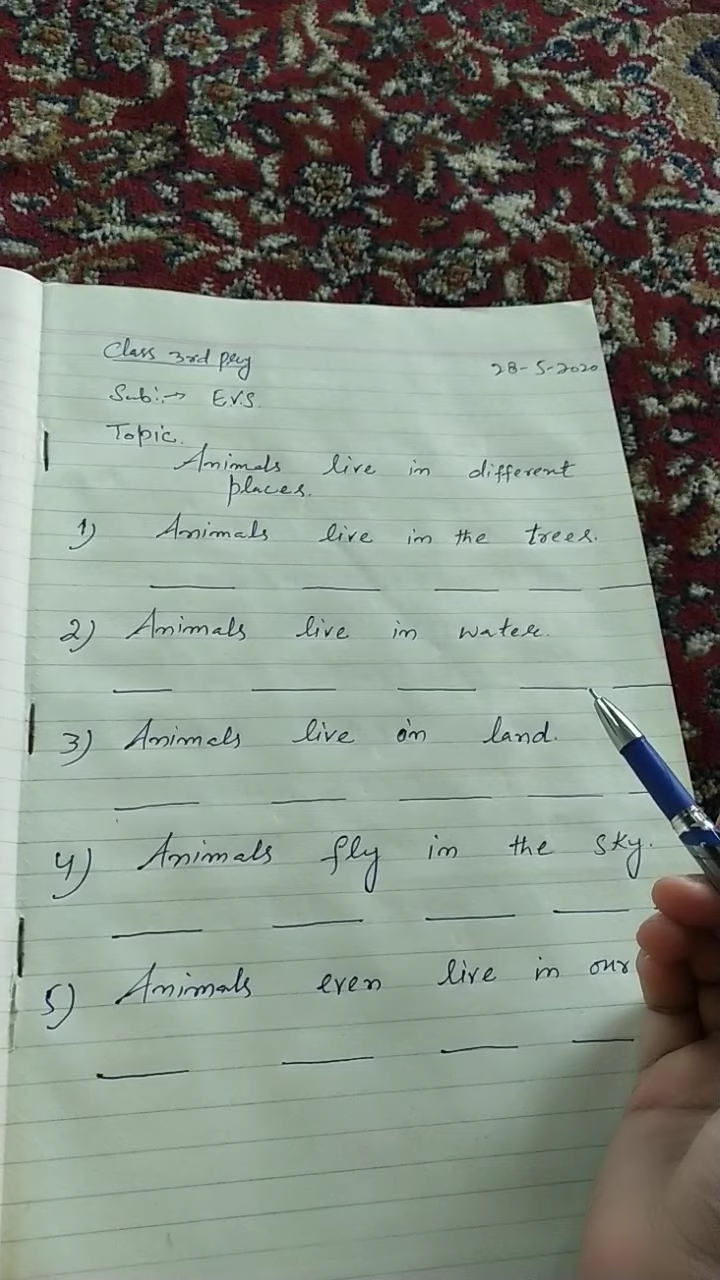 Class 3rd
28-5-2020
Sub:→ E.V.S.
Topic.
Animals live in different
places.
1) Animals live in the trees.
2) Animals live in water.
3) Animals live on land.
4) Animals fly in the sky.
5) Animals even live in our